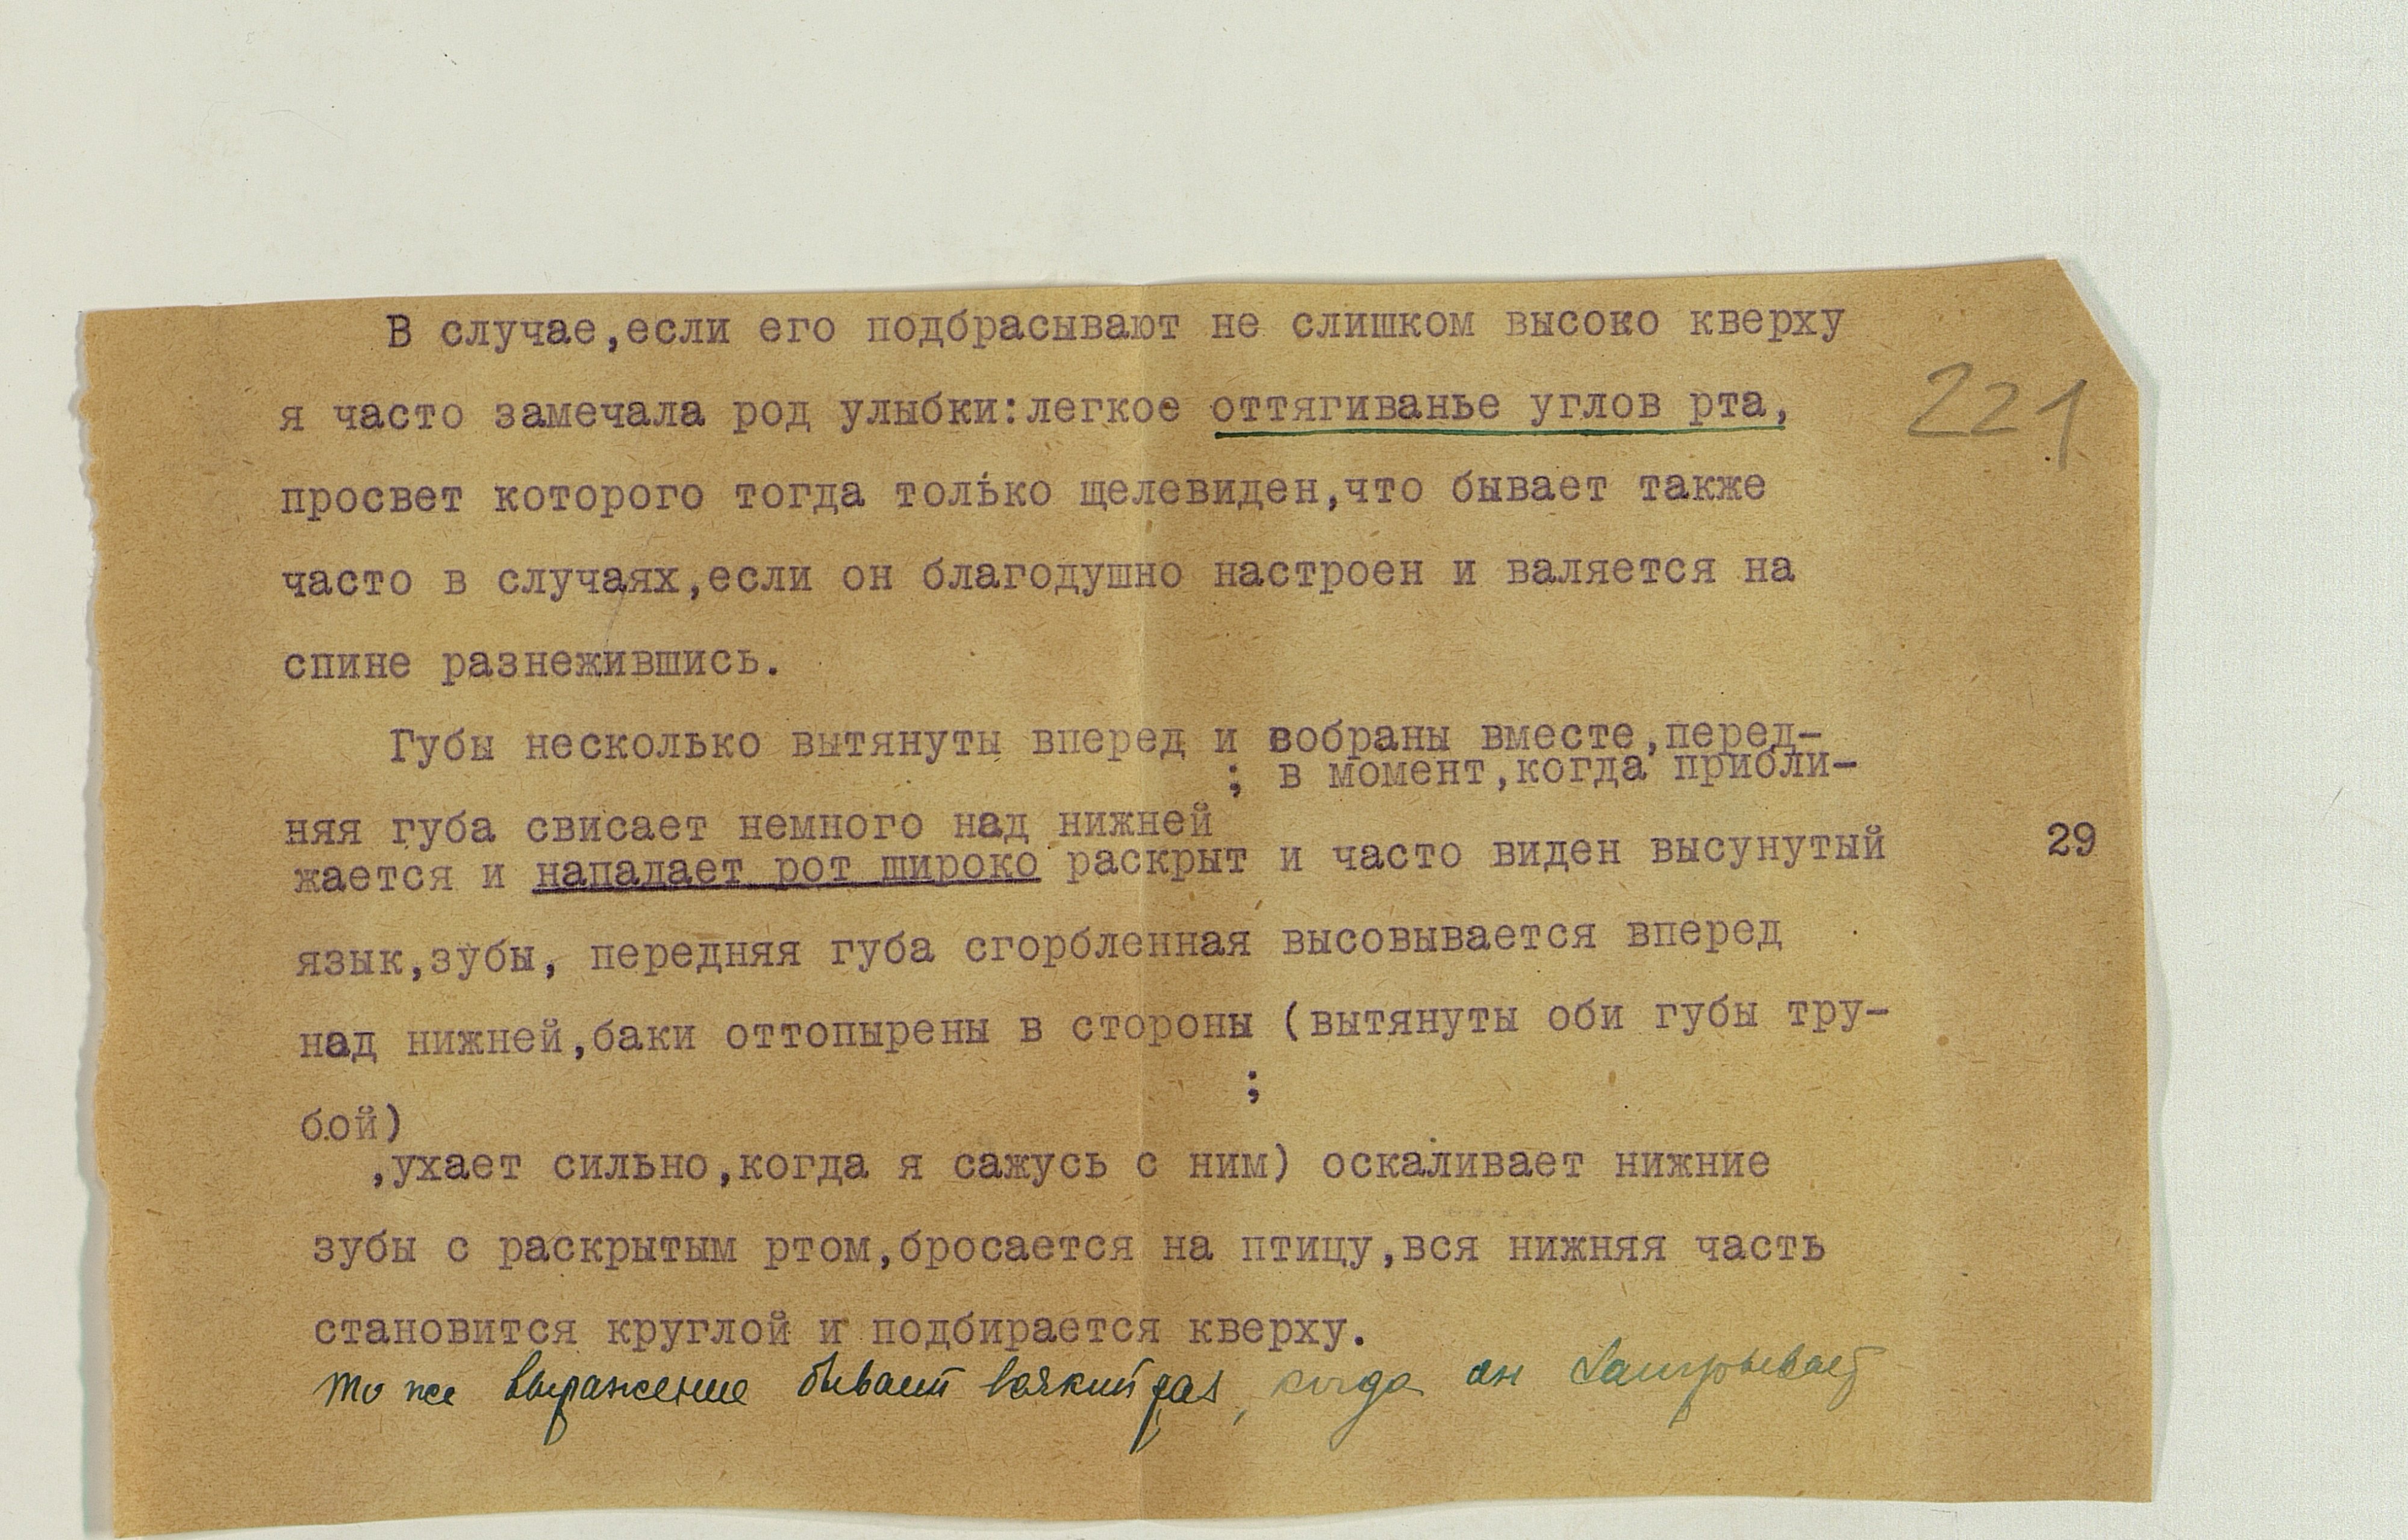 В случае,если его подбрасывают не слишком высоко кверху
я часто замечала род улыбки:легкое оттягиванье углов рта,
221
просвет которого тогда только щелевиден,что бывает также
часто в случаях,если он благодушно настроен и валяется на
спине разнежившись.
Губы несколько вытянуты вперед и вобраны вместе,перед-
няя губа свисает немного над нижней ; в момент,когда прибли-
жается и нападает рот широко раскрыт и часто виден высунутый
29
язык,зубы, передняя губа сгорбленная высовывается вперед
над нижней,баки оттопырены в стороны (вытянуты оби губы тру-
бой) ;
,ухает сильно,когда я сажусь с ним) оскаливает нижние
зубы с раскрытым ртом,бросается на птицу,вся нижняя часть
становится круглой и подбирается кверху.
то же выражение бывает всякий раз, когда он заигрывает